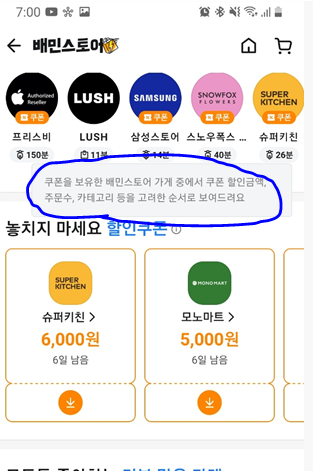 7:00
배민스토어
Authorized
Reseller
LUSH
SAMSUNG
SNOWFOX
FLOWERS
SUPER
KITCHEN
쿠폰 쿠폰 쿠폰 쿠폰
프리스비 LUSH 삼성스토어 스노우폭스 ... 슈퍼키친
150분 11분 14분 40분 26분
쿠폰을 보유한 배민스토어 가게 중에서 쿠폰 할인금액,
주문수, 카테고리 등을 고려한 순서로 보여드려요
놓치지 마세요 할인쿠폰
SUPER
KITCHEN
MONOMART
슈퍼키친 모노마트
6,000원 5,000원
6일 남음 6일 남음